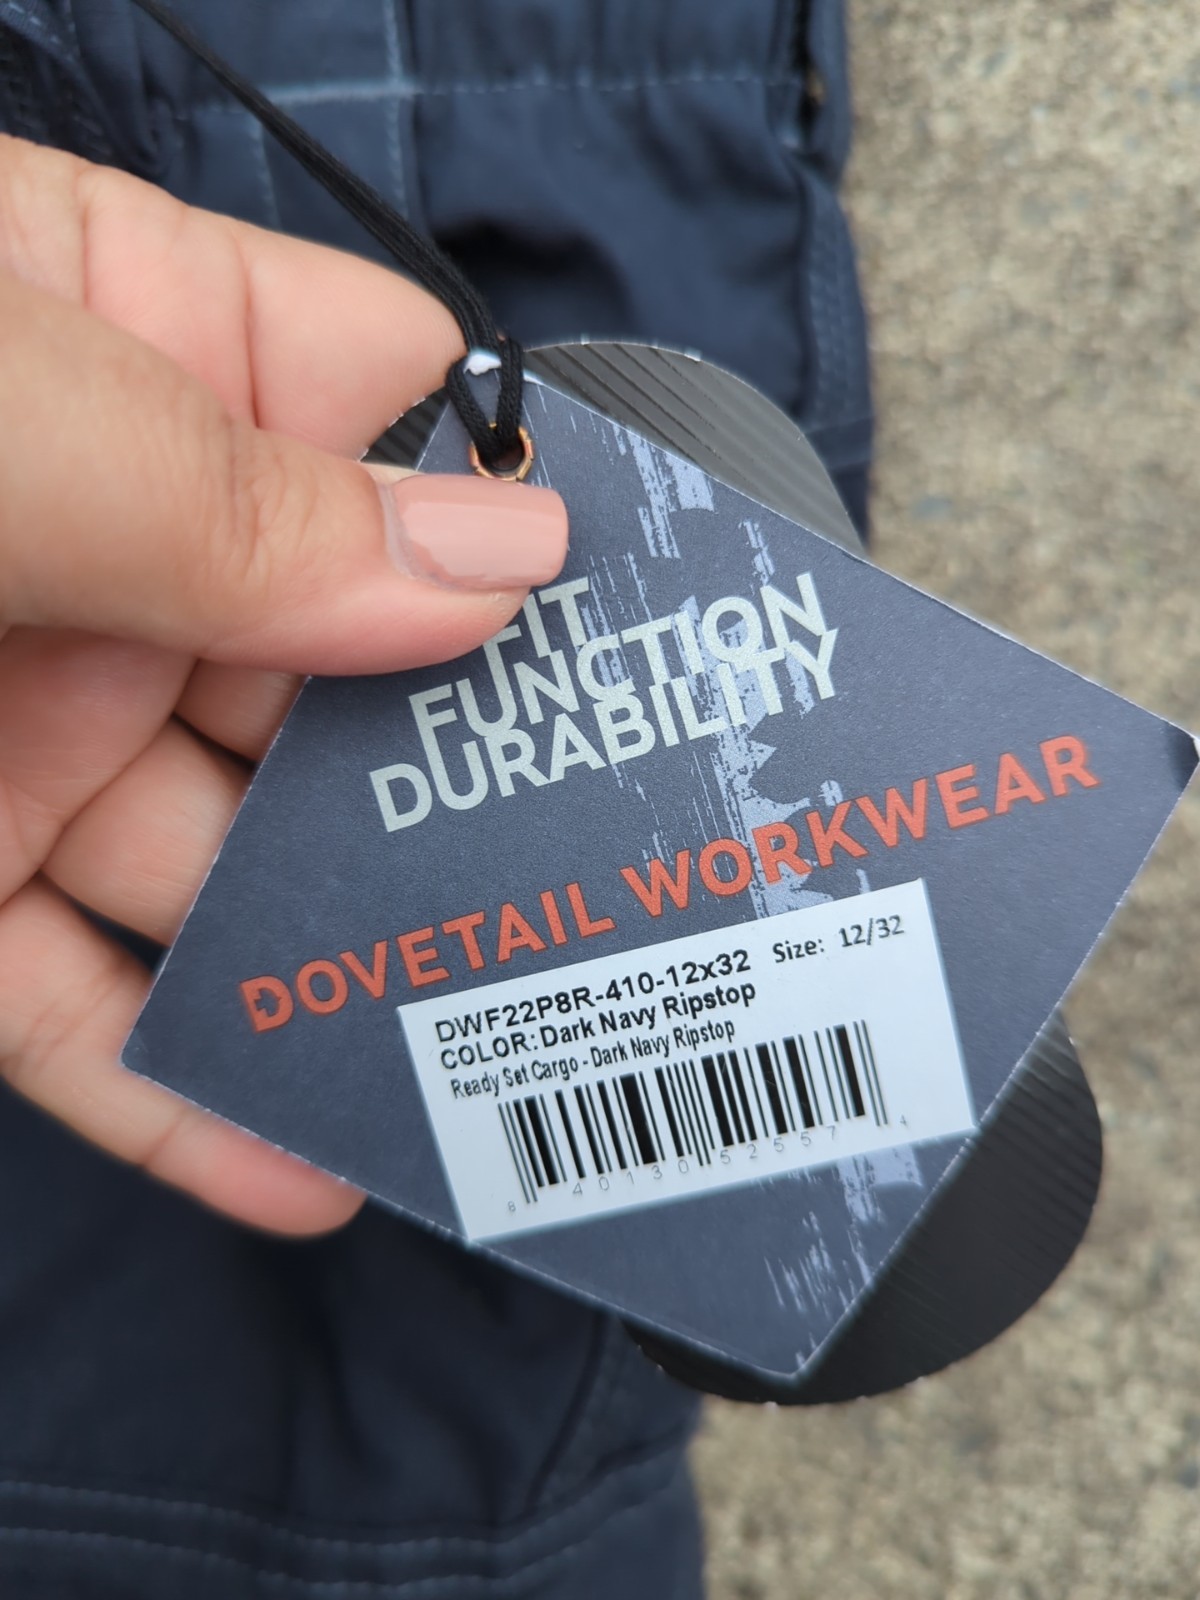 FIT
FUNCTION
DURABILITY
DOVETAIL WORKWEAR
DWF22P8R-410-12x32 Size: 12/32
COLOR: Dark Navy Ripstop
Ready Set Cargo - Dark Navy Ripstop
8 40130 52557 4